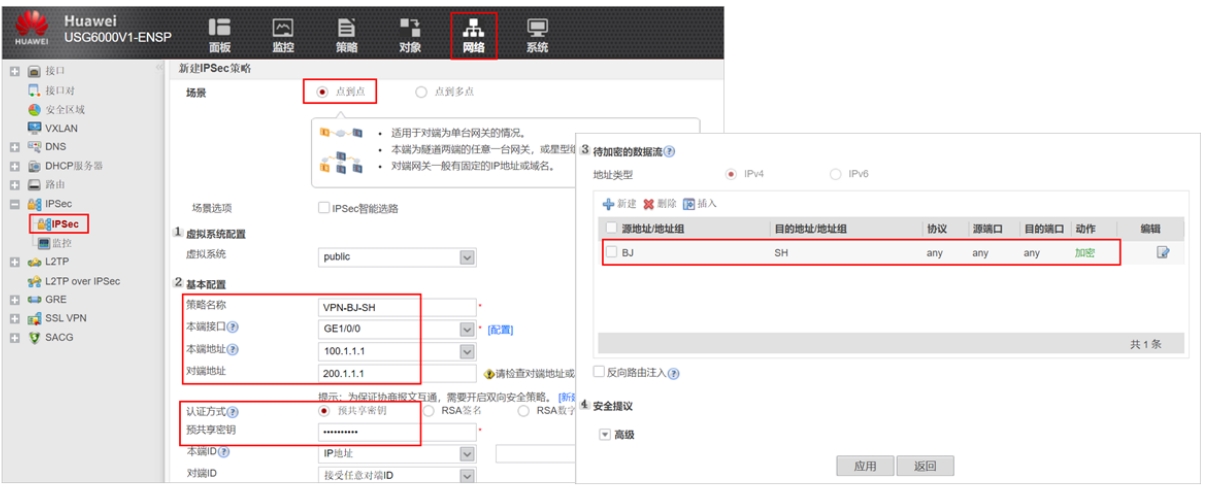 Huawei
USG6000V1-ENSP
HUAWEI
面板
监控
策略
对象
网络
系统
接口
接口对
安全区域
VXLAN
DNS
DHCP服务器
路由
IPSec
IPSec
监控
L2TP
L2TP over IPSec
GRE
SSL VPN
SACG
新建IPSec策略
场景
点到点
点到多点
• 适用于对端为单台网关的情况。
• 本端为隧道两端的任意一台网关，或星型组
• 对端网关一般有固定的IP地址或域名。
场景选项
IPSec智能选路
1 虚拟系统配置
虚拟系统
public
2 基本配置
策略名称
VPN-BJ-SH
*
本端接口
GE1/0/0
* [配置]
本端地址
100.1.1.1
对端地址
200.1.1.1
请检查对端地址或
提示：为保证协商报文互通，需要开启双向安全策略。 [新建
认证方式
预共享密钥
RSA签名
RSA数字
预共享密钥
••••••••••
*
本端ID
IP地址
对端ID
接受任意对端ID
3 待加密的数据流
地址类型
IPv4
IPv6
新建 删除 插入
源地址/地址组 目的地址/地址组 协议 源端口 目的端口 动作 编辑
BJ SH any any any 加密
共 1 条
反向路由注入
4 安全提议
高级
应用 返回